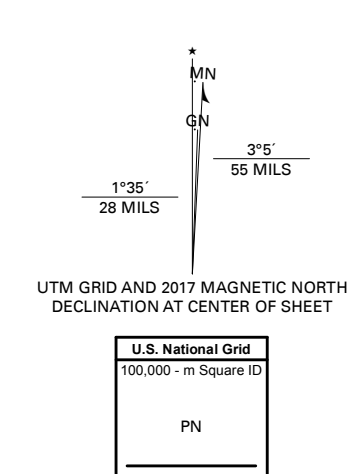 MN
GN
3°5´
55 MILS
1°35´
28 MILS
UTM GRID AND 2017 MAGNETIC NORTH
DECLINATION AT CENTER OF SHEET
U.S. National Grid
100,000 - m Square ID
PN